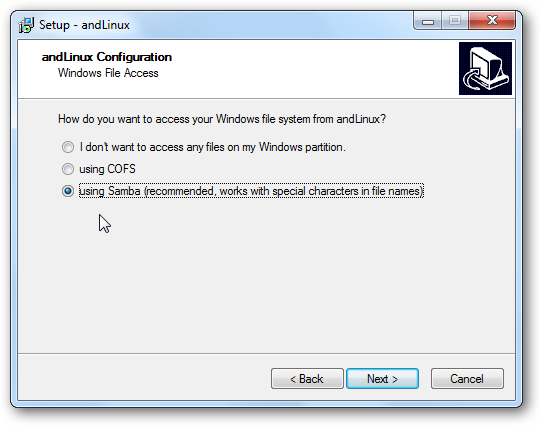 Setup - andLinux
andLinux Configuration
Windows File Access
How do you want to access your Windows file system from andLinux?
I don't want to access any files on my Windows partition.
using COFS
using Samba (recommended, works with special characters in file names)
< Back
Next >
Cancel